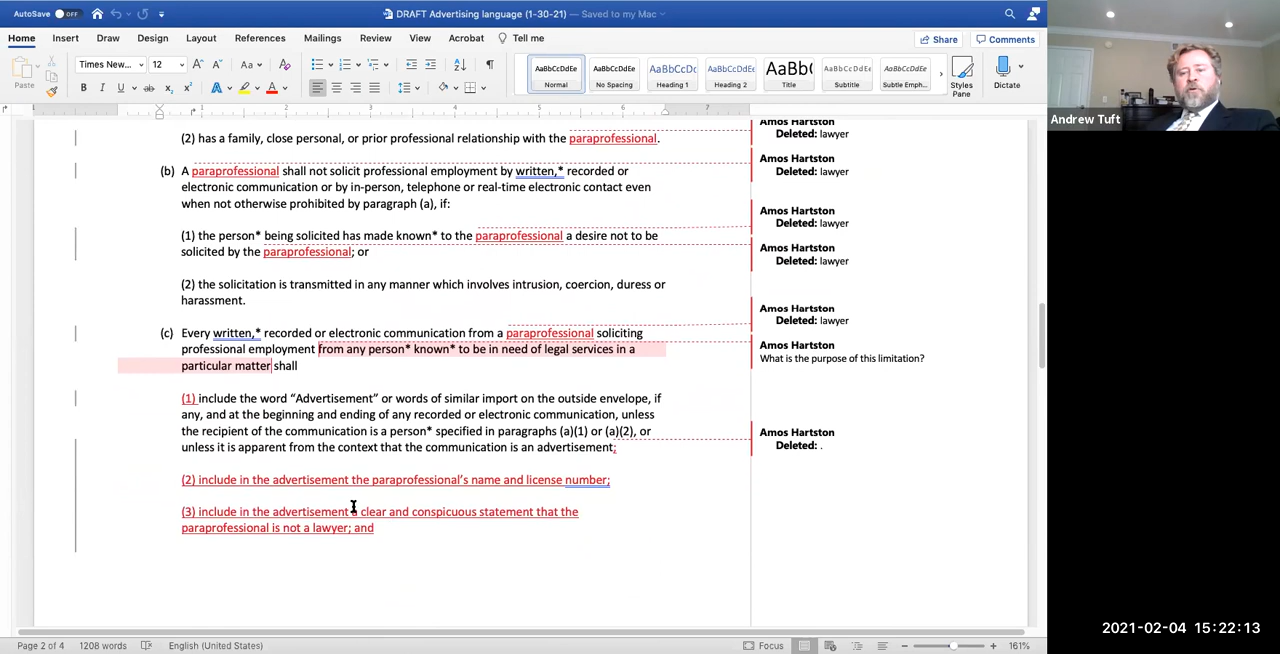 AutoSave OFF DRAFT Advertising language (1-30-21) — Saved to my Mac
Home Insert Draw Design Layout References Mailings Review View Acrobat Tell me Share Comments
Paste Times New... 12 A A Aa A
B I U ab x₂ x² A A
AaBbCcDdEe Normal
AaBbCcDdEe No Spacing
AaBbCcDc Heading 1
AaBbCcDdEe Heading 2
AaBb( Title
AaBbCcDdEe Subtitle
AaBbCcDdEe Subtle Emph...
Styles Pane
Dictate
Andrew Tuft
1 1 2 3 4 5 6 7
(2) has a family, close personal, or prior professional relationship with the paraprofessional.
(b) A paraprofessional shall not solicit professional employment by written,* recorded or
electronic communication or by in-person, telephone or real-time electronic contact even
when not otherwise prohibited by paragraph (a), if:
(1) the person* being solicited has made known* to the paraprofessional a desire not to be
solicited by the paraprofessional; or
(2) the solicitation is transmitted in any manner which involves intrusion, coercion, duress or
harassment.
(c) Every written,* recorded or electronic communication from a paraprofessional soliciting
professional employment from any person* known* to be in need of legal services in a
particular matter shall
(1) include the word “Advertisement” or words of similar import on the outside envelope, if
any, and at the beginning and ending of any recorded or electronic communication, unless
the recipient of the communication is a person* specified in paragraphs (a)(1) or (a)(2), or
unless it is apparent from the context that the communication is an advertisement;
(2) include in the advertisement the paraprofessional’s name and license number;
(3) include in the advertisement a clear and conspicuous statement that the
paraprofessional is not a lawyer; and
Amos Hartston
Deleted: lawyer
Amos Hartston
Deleted: lawyer
Amos Hartston
Deleted: lawyer
Amos Hartston
Deleted: lawyer
Amos Hartston
Deleted: lawyer
Amos Hartston
What is the purpose of this limitation?
Amos Hartston
Deleted: .
2021-02-04 15:22:13
Page 2 of 4 1208 words English (United States) Focus 161%